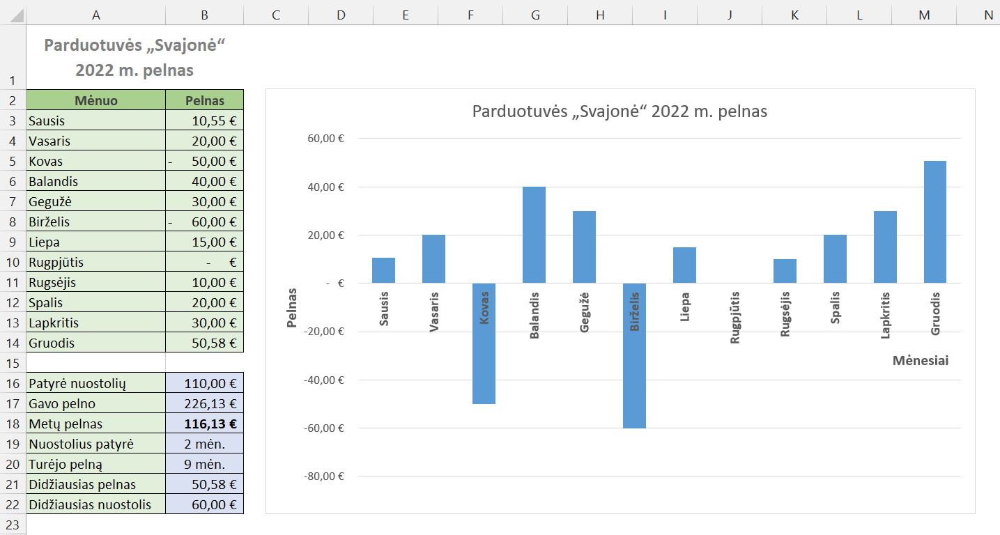 A B C D E F G H I J K L M N
1 Parduotuvės „Svajonė“
2022 m. pelnas
2 Mėnuo Pelnas
3 Sausis 10,55 €
4 Vasaris 20,00 €
5 Kovas - 50,00 €
6 Balandis 40,00 €
7 Gegužė 30,00 €
8 Birželis - 60,00 €
9 Liepa 15,00 €
10 Rugpjūtis - €
11 Rugsėjis 10,00 €
12 Spalis 20,00 €
13 Lapkritis 30,00 €
14 Gruodis 50,58 €
15
16 Patyrė nuostolių 110,00 €
17 Gavo pelno 226,13 €
18 Metų pelnas 116,13 €
19 Nuostolius patyrė 2 mėn.
20 Turėjo pelną 9 mėn.
21 Didžiausias pelnas 50,58 €
22 Didžiausias nuostolis 60,00 €
23
Parduotuvės „Svajonė“ 2022 m. pelnas
Pelnas
60,00 €
40,00 €
20,00 €
- €
-20,00 €
-40,00 €
-60,00 €
-80,00 €
Sausis
Vasaris
Kovas
Balandis
Gegužė
Birželis
Liepa
Rugpjūtis
Rugsėjis
Spalis
Lapkritis
Gruodis
Mėnesiai